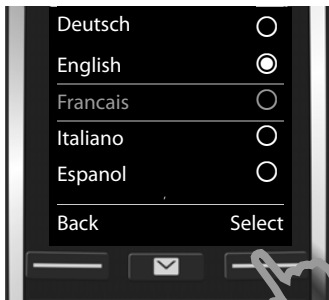 Deutsch
English
Francais
Italiano
Espanol
Back Select